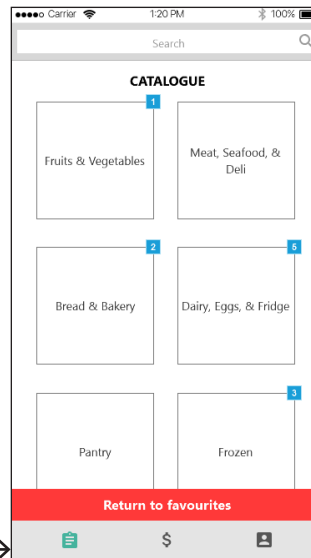 Carrier 1:20 PM 100%
Search
CATALOGUE
1
Fruits & Vegetables
Meat, Seafood, &
Deli
2
5
Bread & Bakery
Dairy, Eggs, & Fridge
3
Pantry
Frozen
Return to favourites
$